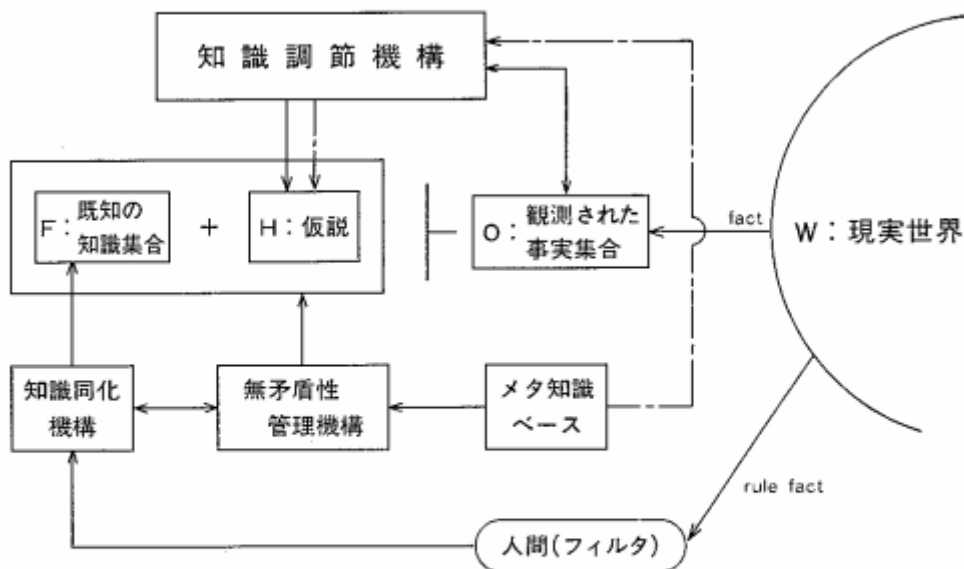 知識調節機構
F：既知の
知識集合
+
H：仮説
O：観測された
事実集合
fact
W：現実世界
知識同化
機構
無矛盾性
管理機構
メタ知識
ベース
rule fact
人間(フィルタ)